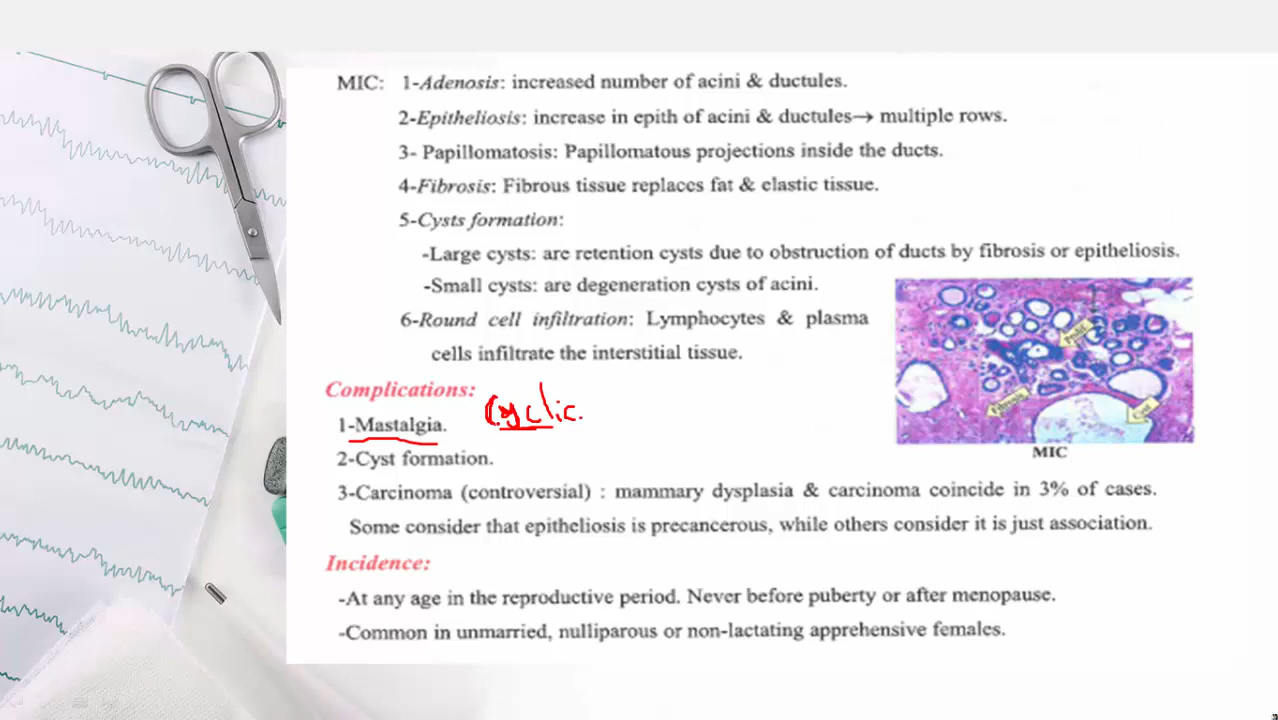 MIC: 1-Adenosis: increased number of acini & ductules.
2-Epitheliosis: increase in epith of acini & ductules→ multiple rows.
3- Papillomatosis: Papillomatous projections inside the ducts.
4-Fibrosis: Fibrous tissue replaces fat & elastic tissue.
5-Cysts formation:
-Large cysts: are retention cysts due to obstruction of ducts by fibrosis or epitheliosis.
-Small cysts: are degeneration cysts of acini.
6-Round cell infiltration: Lymphocytes & plasma
cells infiltrate the interstitial tissue.
Fibrosis
MIC
Complications:
1-Mastalgia. Cyclic.
2-Cyst formation.
3-Carcinoma (controversial) : mammary dysplasia & carcinoma coincide in 3% of cases.
Some consider that epitheliosis is precancerous, while others consider it is just association.
Incidence:
-At any age in the reproductive period. Never before puberty or after menopause.
-Common in unmarried, nulliparous or non-lactating apprehensive females.